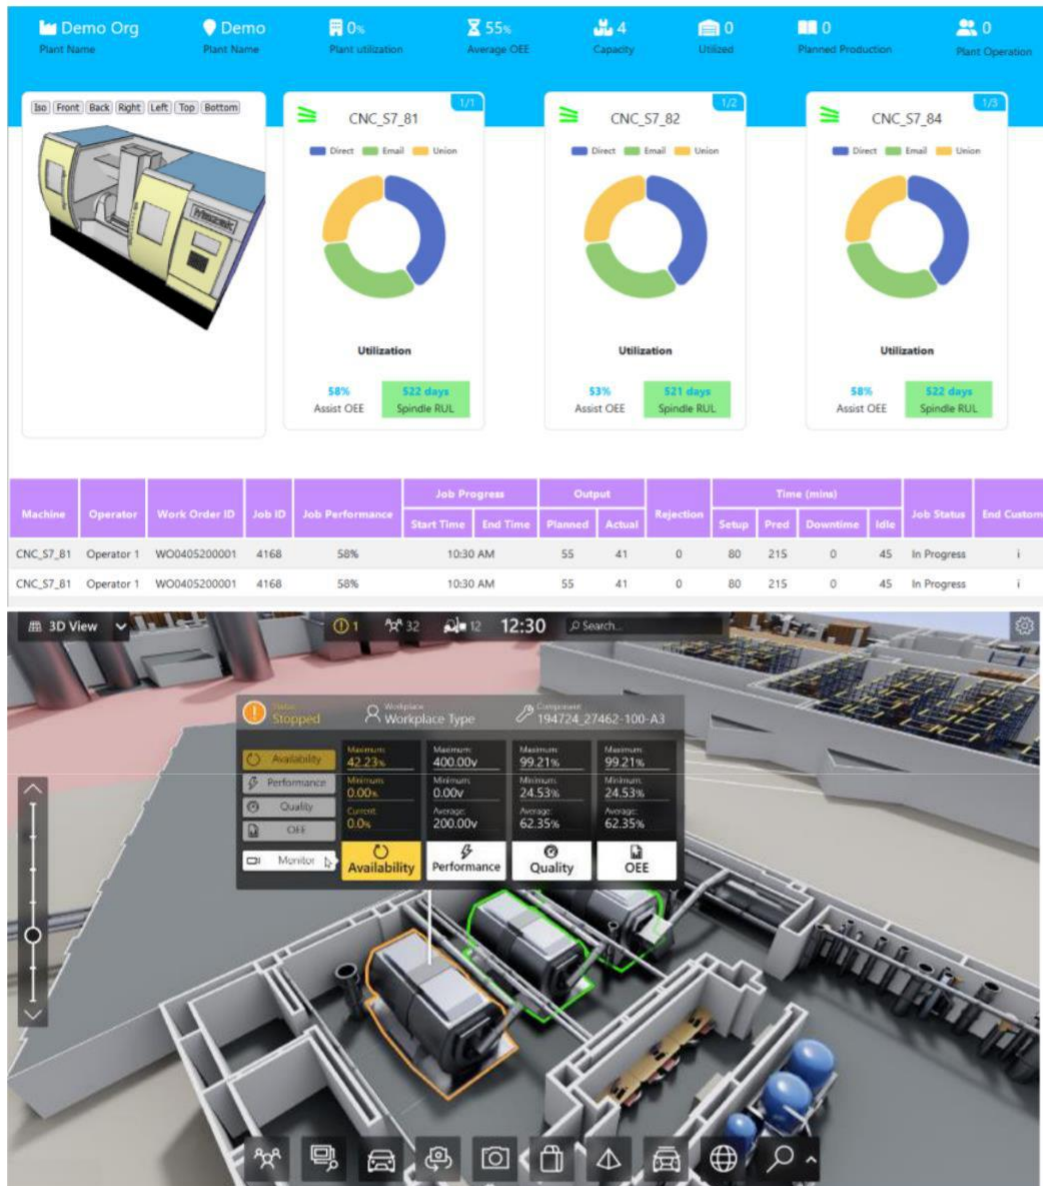 Demo Org Demo 0% 55% 4 0 0 0
Plant Name Plant Name Plant utilization Average OEE Capacity Utilized Planned Production Plant Operation
Iso Front Back Right Left Top Bottom
1/1
CNC_S7_81
Direct Email Union
Utilization
58% 522 days
Assist OEE Spindle RUL
1/2
CNC_S7_82
Direct Email Union
Utilization
53% 521 days
Assist OEE Spindle RUL
1/3
CNC_S7_84
Direct Email Union
Utilization
58% 522 days
Assist OEE Spindle RUL
Job Progress Output Time (mins)
Machine Operator Work Order ID Job ID Job Performance Start Time End Time Planned Actual Rejection Setup Pred Downtime Idle Job Status End Custom
CNC_S7_81 Operator 1 WO0405200001 4168 58% 10:30 AM 55 41 0 80 215 0 45 In Progress i
CNC_S7_81 Operator 1 WO0405200001 4168 58% 10:30 AM 55 41 0 80 215 0 45 In Progress i
3D View 1 32 12 12:30 Search...
Status Workplace Component
Stopped Workplace Type 194724_27462-100-A3
Availability
Performance
Quality
OEE
Monitor
Maximum: Maximum: Maximum: Maximum:
42.23% 400.00v 99.21% 99.21%
Minimum: Minimum: Minimum: Minimum:
0.00% 0.00v 24.53% 24.53%
Current: Average: Average: Average:
0.0% 200.00v 62.35% 62.35%
Availability Performance Quality OEE